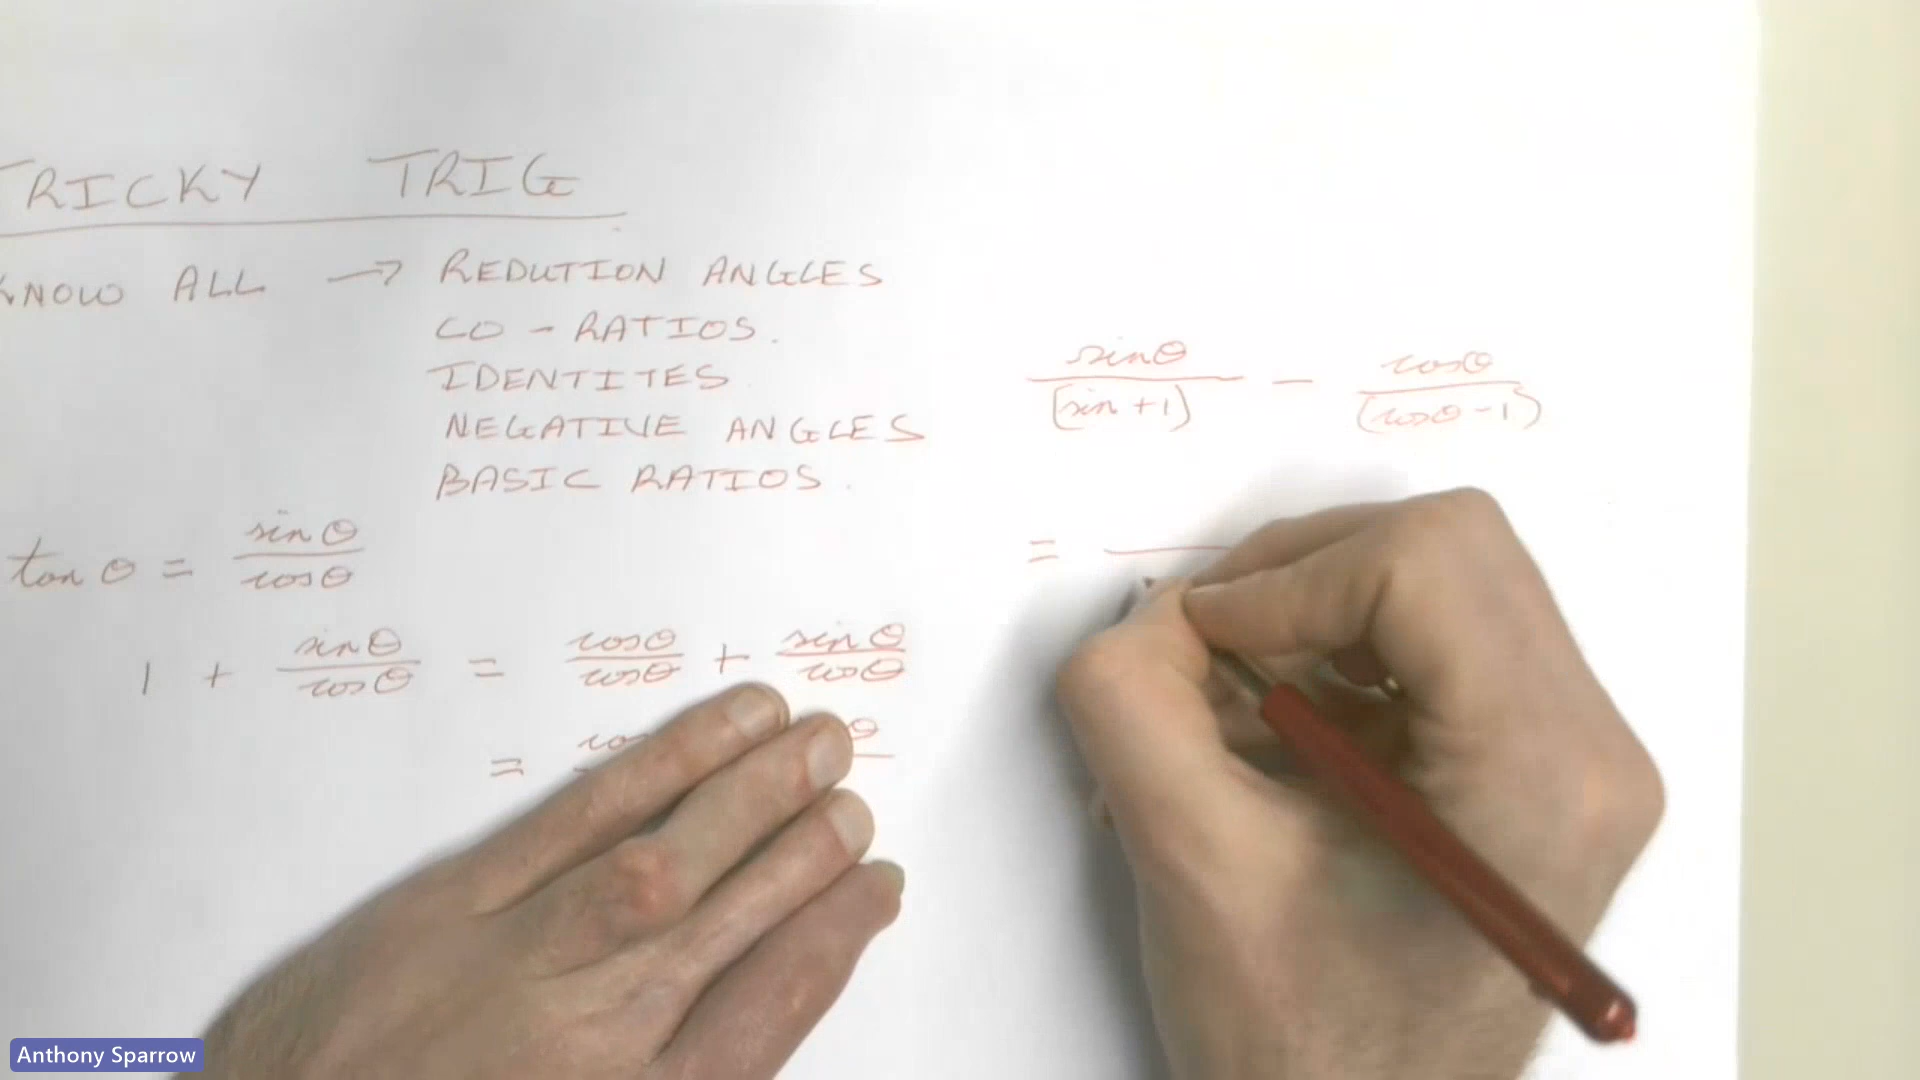 TRICKY TRIG
KNOW ALL → REDUTION ANGLES
CO - RATIOS.
IDENTITES
NEGATIVE ANGLES
BASIC RATIOS.
tan θ = sinθ / cosθ
1 + sinθ / cosθ = cosθ / cosθ + sinθ / cosθ
=
sinθ / (sin + 1) - cosθ / (cosθ - 1)
=
Anthony Sparrow